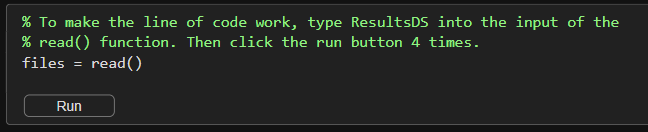 % To make the line of code work, type ResultsDS into the input of the
% read() function. Then click the run button 4 times.
files = read()
Run